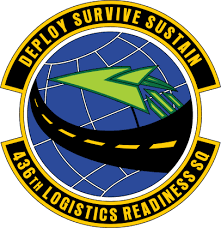 DEPLOY SURVIVE SUSTAIN
436TH LOGISTICS READINESS SQ